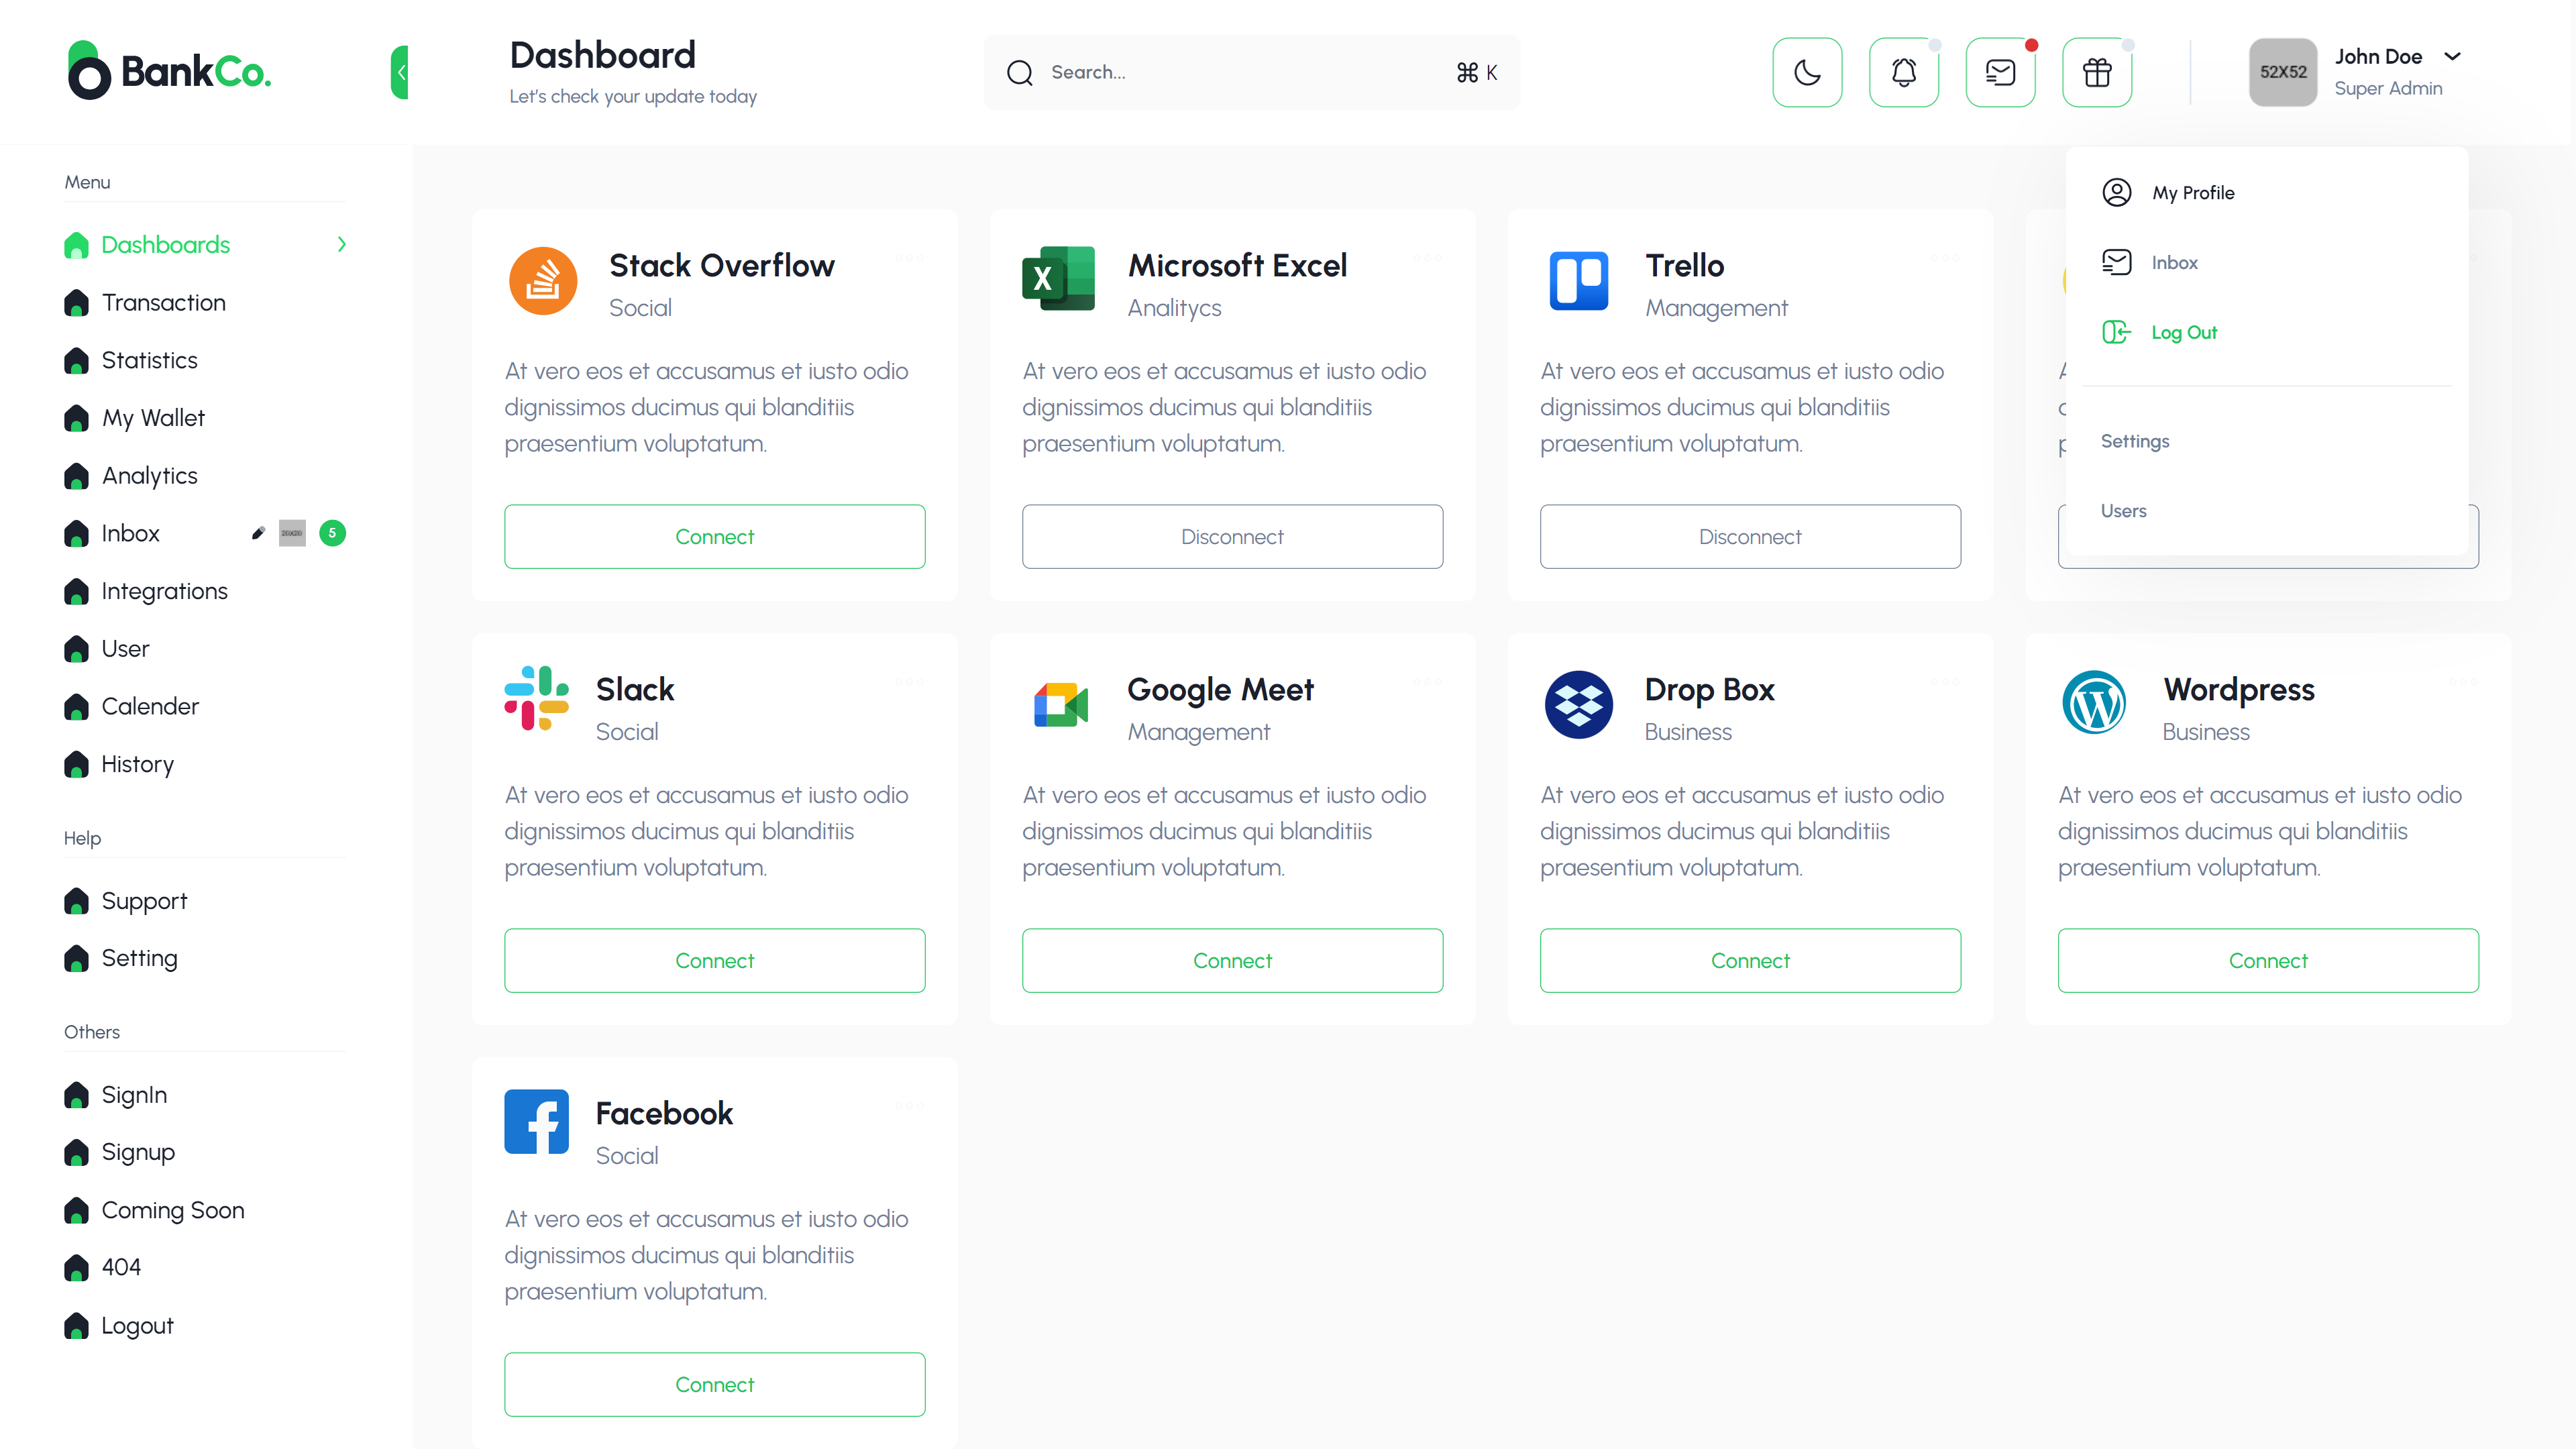 BankCo.
Dashboard
Let's check your update today
Search...
⌘ K
52X52
John Doe
Super Admin
Menu
Dashboards
Transaction
Statistics
My Wallet
Analytics
Inbox
5
Integrations
User
Calender
History
Help
Support
Setting
Others
SignIn
Signup
Coming Soon
404
Logout
My Profile
Inbox
Log Out
Settings
Users
Stack Overflow
Social
At vero eos et accusamus et iusto odio
dignissimos ducimus qui blanditiis
praesentium voluptatum.
Connect
Microsoft Excel
Analitycs
At vero eos et accusamus et iusto odio
dignissimos ducimus qui blanditiis
praesentium voluptatum.
Disconnect
Trello
Management
At vero eos et accusamus et iusto odio
dignissimos ducimus qui blanditiis
praesentium voluptatum.
Disconnect
Slack
Social
At vero eos et accusamus et iusto odio
dignissimos ducimus qui blanditiis
praesentium voluptatum.
Connect
Google Meet
Management
At vero eos et accusamus et iusto odio
dignissimos ducimus qui blanditiis
praesentium voluptatum.
Connect
Drop Box
Business
At vero eos et accusamus et iusto odio
dignissimos ducimus qui blanditiis
praesentium voluptatum.
Connect
Wordpress
Business
At vero eos et accusamus et iusto odio
dignissimos ducimus qui blanditiis
praesentium voluptatum.
Connect
Facebook
Social
At vero eos et accusamus et iusto odio
dignissimos ducimus qui blanditiis
praesentium voluptatum.
Connect